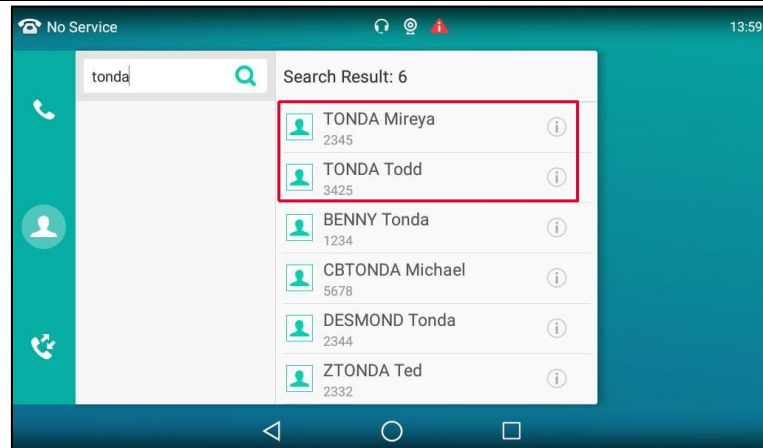 No Service
13:59
tonda
Search Result: 6
TONDA Mireya
2345
TONDA Todd
3425
BENNY Tonda
1234
CBTONDA Michael
5678
DESMOND Tonda
2344
ZTONDA Ted
2332